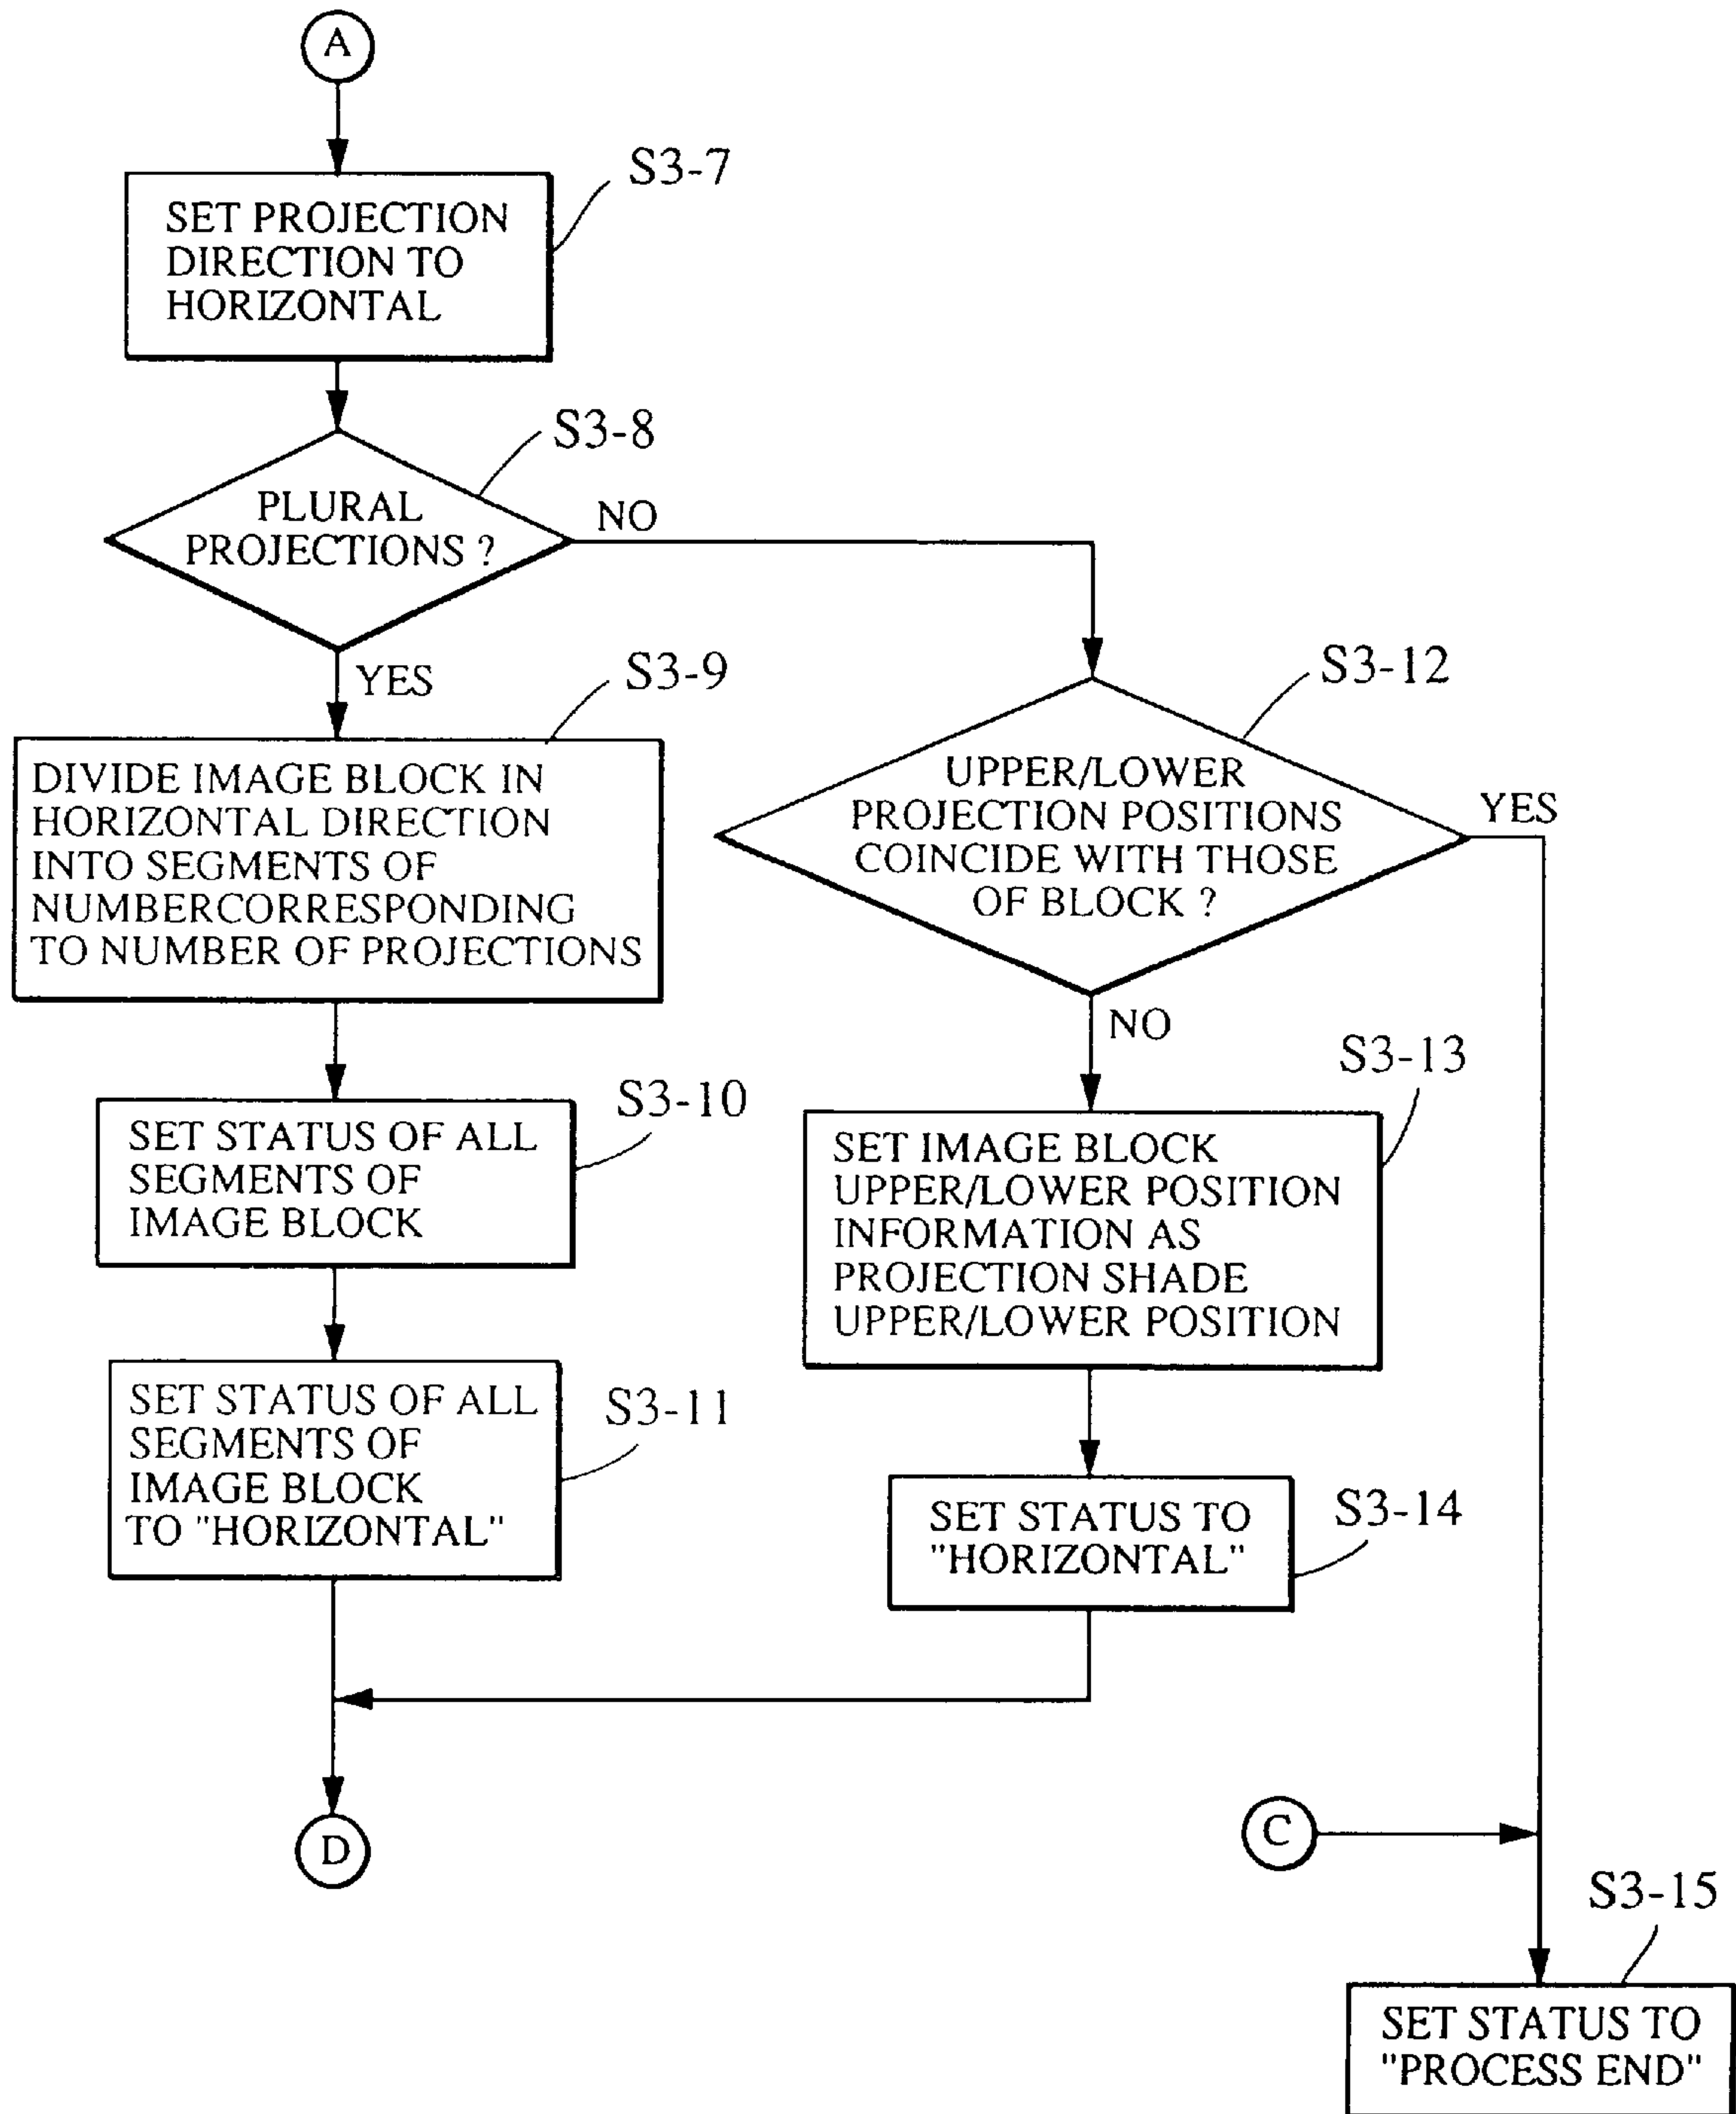 A
S3-7
SET PROJECTION
DIRECTION TO
HORIZONTAL
S3-8
PLURAL
PROJECTIONS ?
NO
YES
S3-9
DIVIDE IMAGE BLOCK IN
HORIZONTAL DIRECTION
INTO SEGMENTS OF
NUMBERCORRESPONDING
TO NUMBER OF PROJECTIONS
S3-10
SET STATUS OF ALL
SEGMENTS OF
IMAGE BLOCK
S3-11
SET STATUS OF ALL
SEGMENTS OF
IMAGE BLOCK
TO "HORIZONTAL"
D
S3-12
UPPER/LOWER
PROJECTION POSITIONS
COINCIDE WITH THOSE
OF BLOCK ?
YES
NO
S3-13
SET IMAGE BLOCK
UPPER/LOWER POSITION
INFORMATION AS
PROJECTION SHADE
UPPER/LOWER POSITION
S3-14
SET STATUS TO
"HORIZONTAL"
C
S3-15
SET STATUS TO
"PROCESS END"